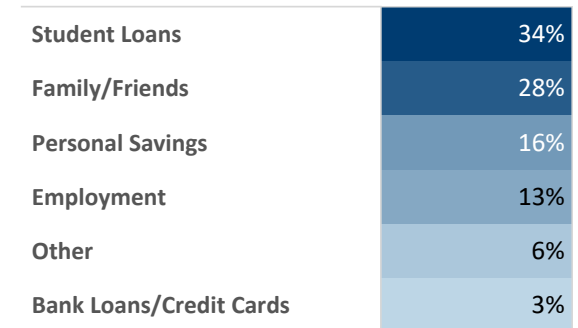 Student Loans 34%
Family/Friends 28%
Personal Savings 16%
Employment 13%
Other 6%
Bank Loans/Credit Cards 3%